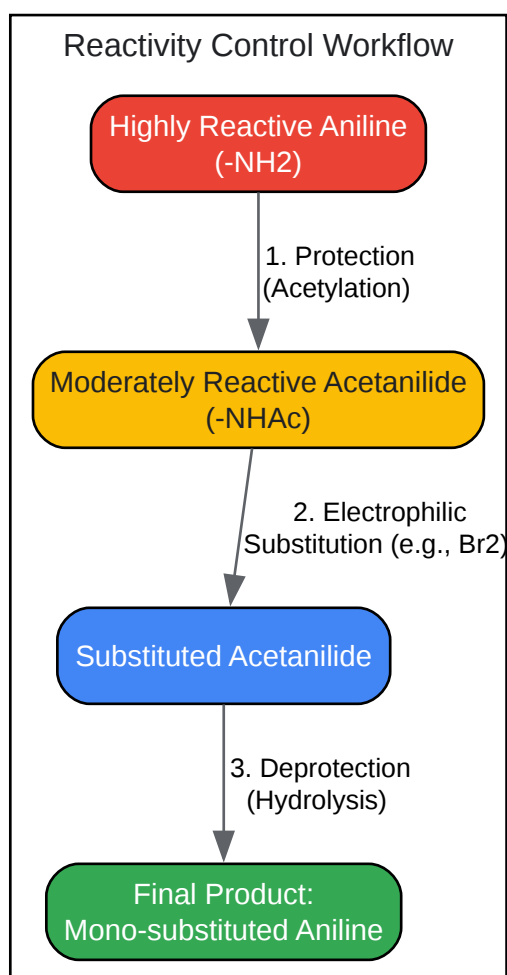 Reactivity Control Workflow
Highly Reactive Aniline
(-NH2)
1. Protection
(Acetylation)
Moderately Reactive Acetanilide
(-NHAc)
2. Electrophilic
Substitution (e.g., Br2)
Substituted Acetanilide
3. Deprotection
(Hydrolysis)
Final Product:
Mono-substituted Aniline